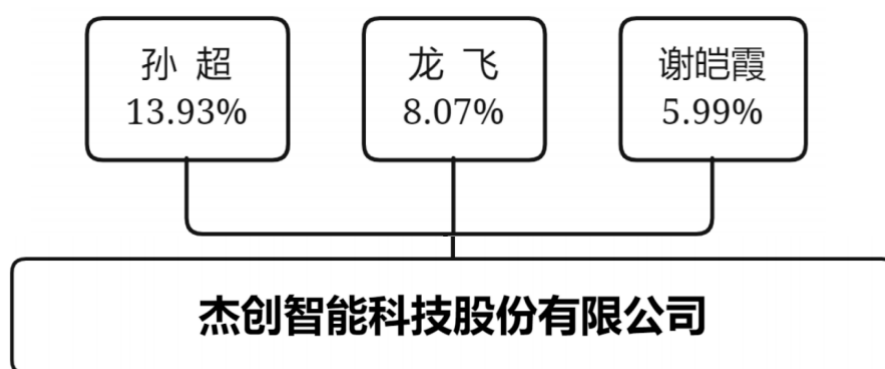 孙 超
13.93%
龙 飞
8.07%
谢皑霞
5.99%
杰创智能科技股份有限公司